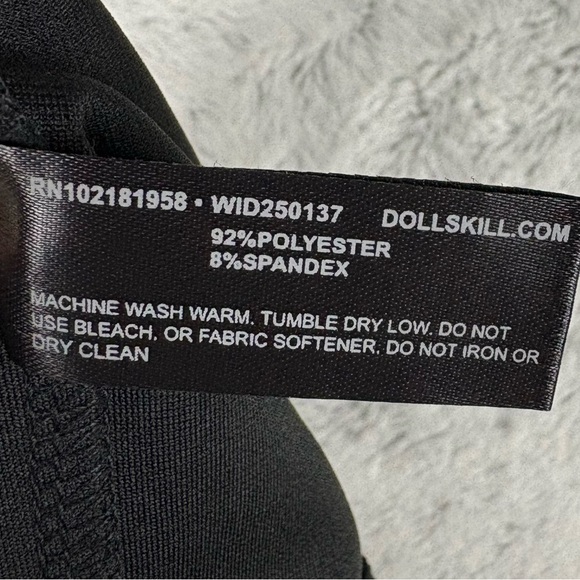 RN102181958 • WID250137 DOLLSKILL.COM
92%POLYESTER
8%SPANDEX
MACHINE WASH WARM. TUMBLE DRY LOW. DO NOT
USE BLEACH, OR FABRIC SOFTENER. DO NOT IRON OR
DRY CLEAN